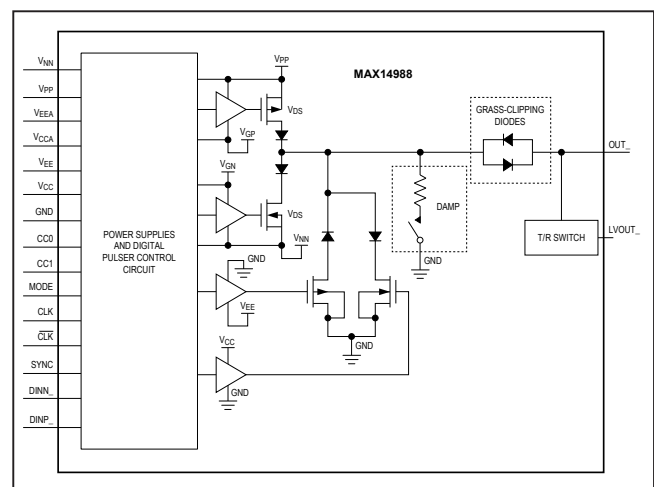 MAX14988
VNN
VPP
VEEA
VCCA
VEE
VCC
GND
CC0
CC1
MODE
CLK
CLK
SYNC
DINN_
DINP_
POWER SUPPLIES
AND DIGITAL
PULSER CONTROL
CIRCUIT
VPP
VDS
VGP
VGN
VDS
VNN
GND
VEE
VCC
GND
GND
DAMP
GND
GRASS-CLIPPING
DIODES
OUT_
T/R SWITCH
LVOUT_